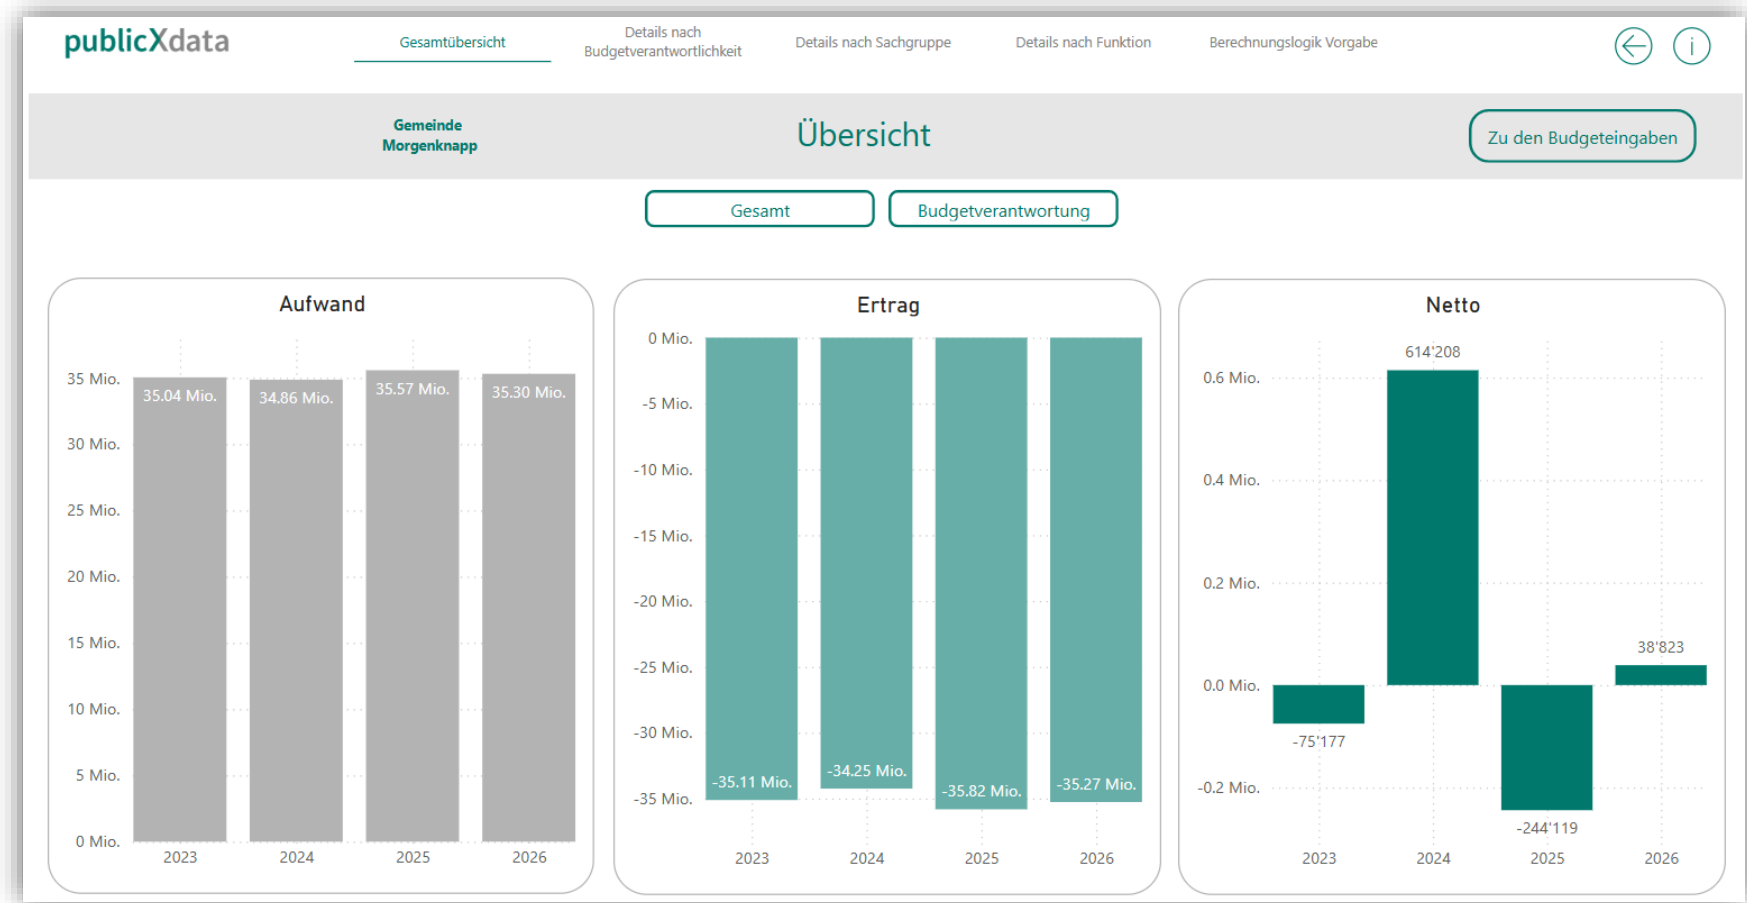 publicXdata
Gesamtübersicht
Details nach
Budgetverantwortlichkeit
Details nach Sachgruppe
Details nach Funktion
Berechnungslogik Vorgabe
i
Gemeinde
Morgenknapp
Übersicht
Zu den Budgeteingaben
Gesamt
Budgetverantwortung
Aufwand
35 Mio.
30 Mio.
25 Mio.
20 Mio.
15 Mio.
10 Mio.
5 Mio.
0 Mio.
35.04 Mio.
34.86 Mio.
35.57 Mio.
35.30 Mio.
2023
2024
2025
2026
Ertrag
0 Mio.
-5 Mio.
-10 Mio.
-15 Mio.
-20 Mio.
-25 Mio.
-30 Mio.
-35 Mio.
-35.11 Mio.
-34.25 Mio.
-35.82 Mio.
-35.27 Mio.
2023
2024
2025
2026
Netto
0.6 Mio.
0.4 Mio.
0.2 Mio.
0.0 Mio.
-0.2 Mio.
-75'177
614'208
-244'119
38'823
2023
2024
2025
2026